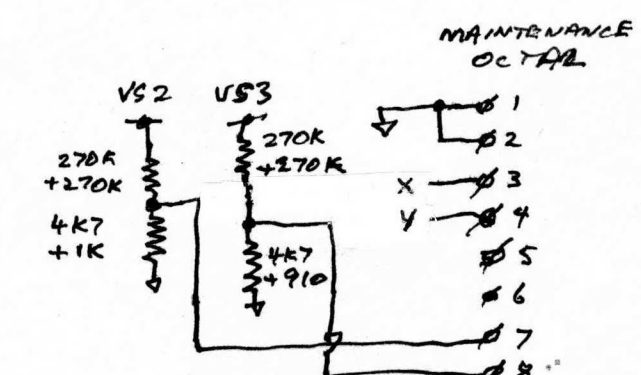 MAINTENANCE
OCTAL
VS2
VS3
270K
+270K
270K
+270K
4K7
+1K
4K7
+910
X
Y
1
2
3
4
5
6
7
8